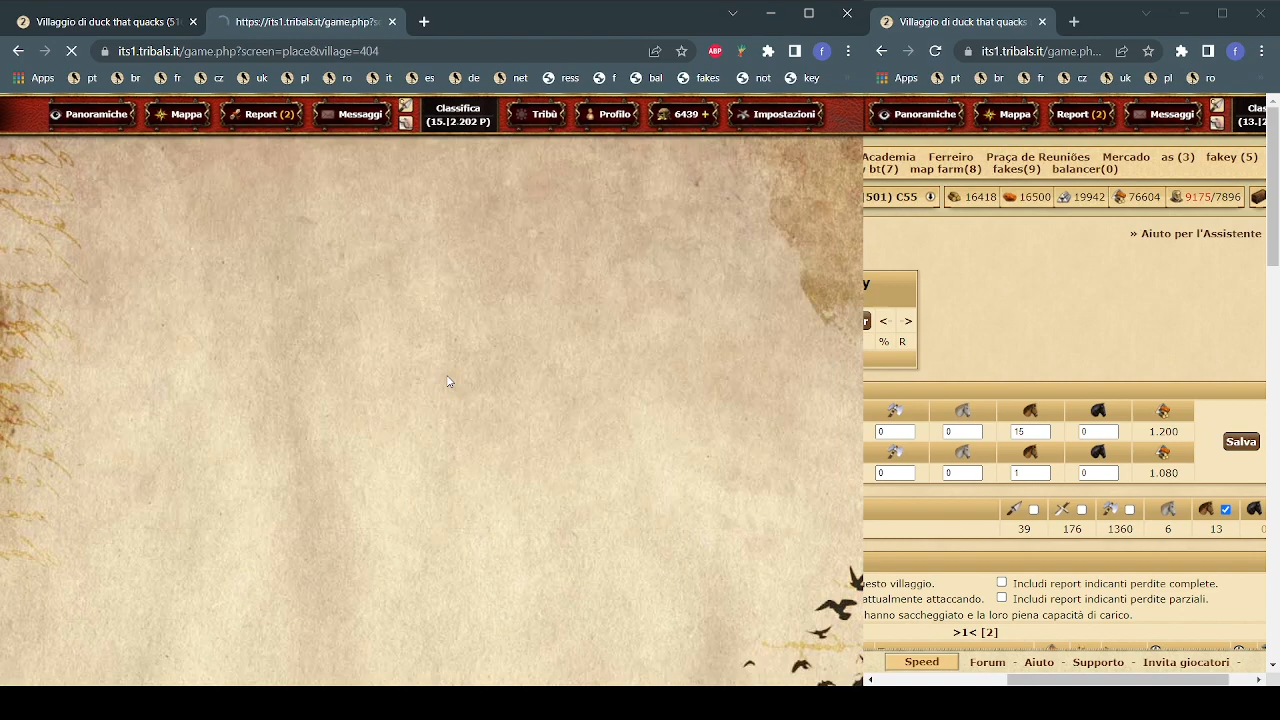 Villaggio di duck that quacks (51
https://its1.tribals.it/game.php?sc
its1.tribals.it/game.php?screen=place&village=404
ABP
f
Apps pt br fr cz uk pl ro it es de net ress f bal fakes not key
Panoramiche Mappa Report (2) Messaggi Classifica (15.|2.202 P) Tribù Profilo 6439 + Impostazioni
Villaggio di duck that quacks
its1.tribals.it/game.ph...
f
Apps pt br fr cz uk pl ro
Panoramiche Mappa Report (2) Messaggi
(13.|2
Academia Ferreiro Praça de Reuniões Mercado as (3) fakey (5)
bt(7) map farm(8) fakes(9) balancer(0)
501) C55 16418 16500 19942 76604 9175/7896
» Aiuto per l'Assistente
<- ->
% R
0 0 15 0 1.200
Salva
0 0 1 0 1.080
39 176 1360 6 13
esto villaggio. Includi report indicanti perdite complete.
attualmente attaccando. Includi report indicanti perdite parziali.
hanno saccheggiato e la loro piena capacità di carico.
>1< [2]
Speed Forum - Aiuto - Supporto - Invita giocatori -